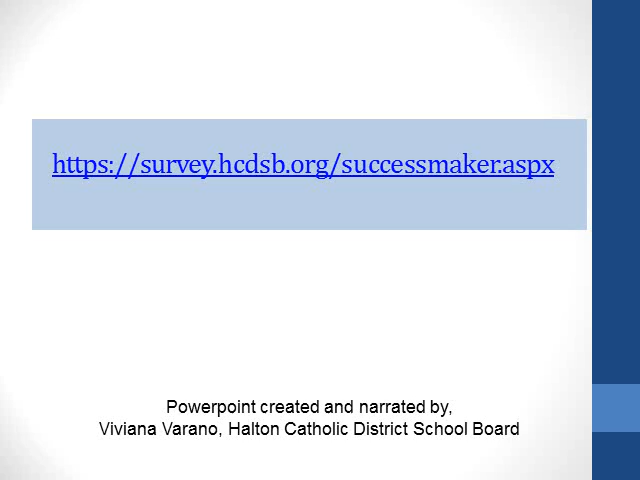 https://survey.hcdsb.org/successmaker.aspx
Powerpoint created and narrated by,
Viviana Varano, Halton Catholic District School Board